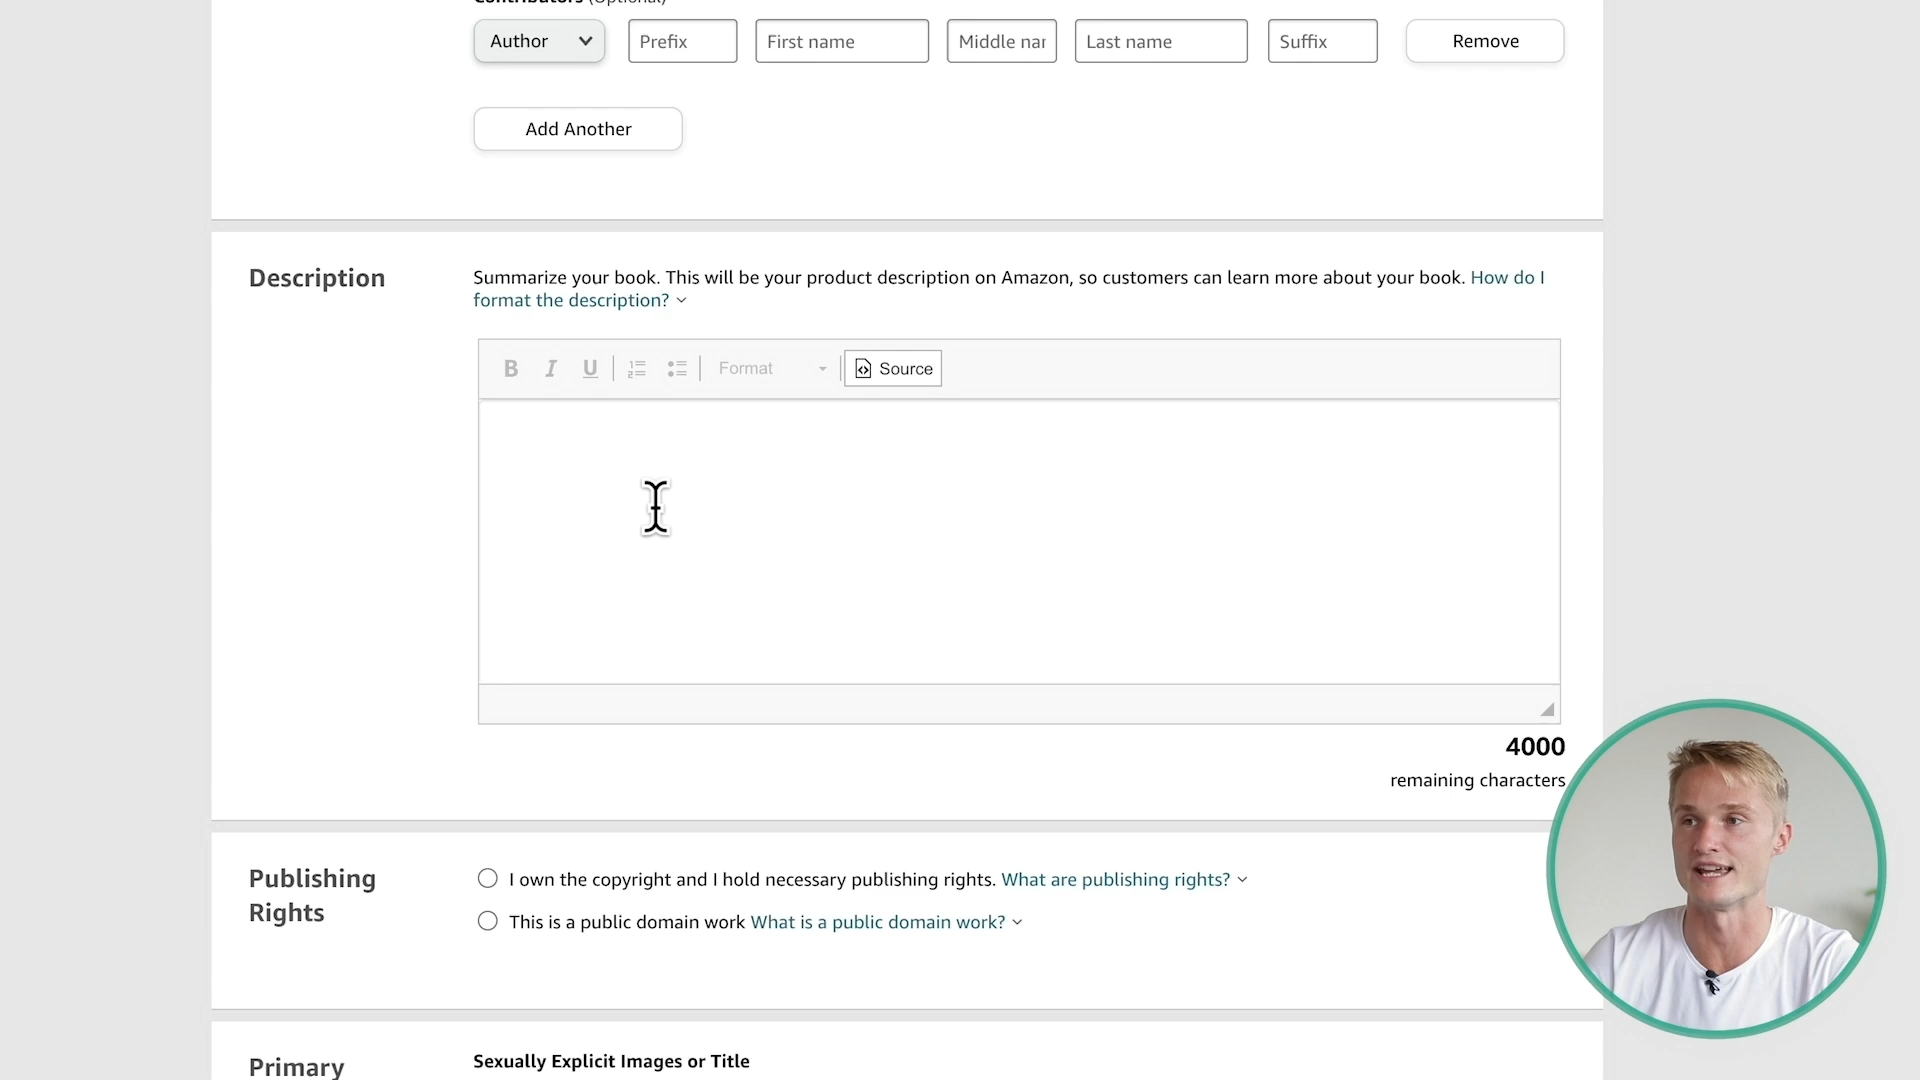 Contributors (Optional)
Author
Prefix
First name
Middle nar
Last name
Suffix
Remove
Add Another
Description
Summarize your book. This will be your product description on Amazon, so customers can learn more about your book. How do I
format the description?
B I U
Format
Source
4000
remaining characters
Publishing
Rights
I own the copyright and I hold necessary publishing rights. What are publishing rights?
This is a public domain work What is a public domain work?
Primary
Sexually Explicit Images or Title